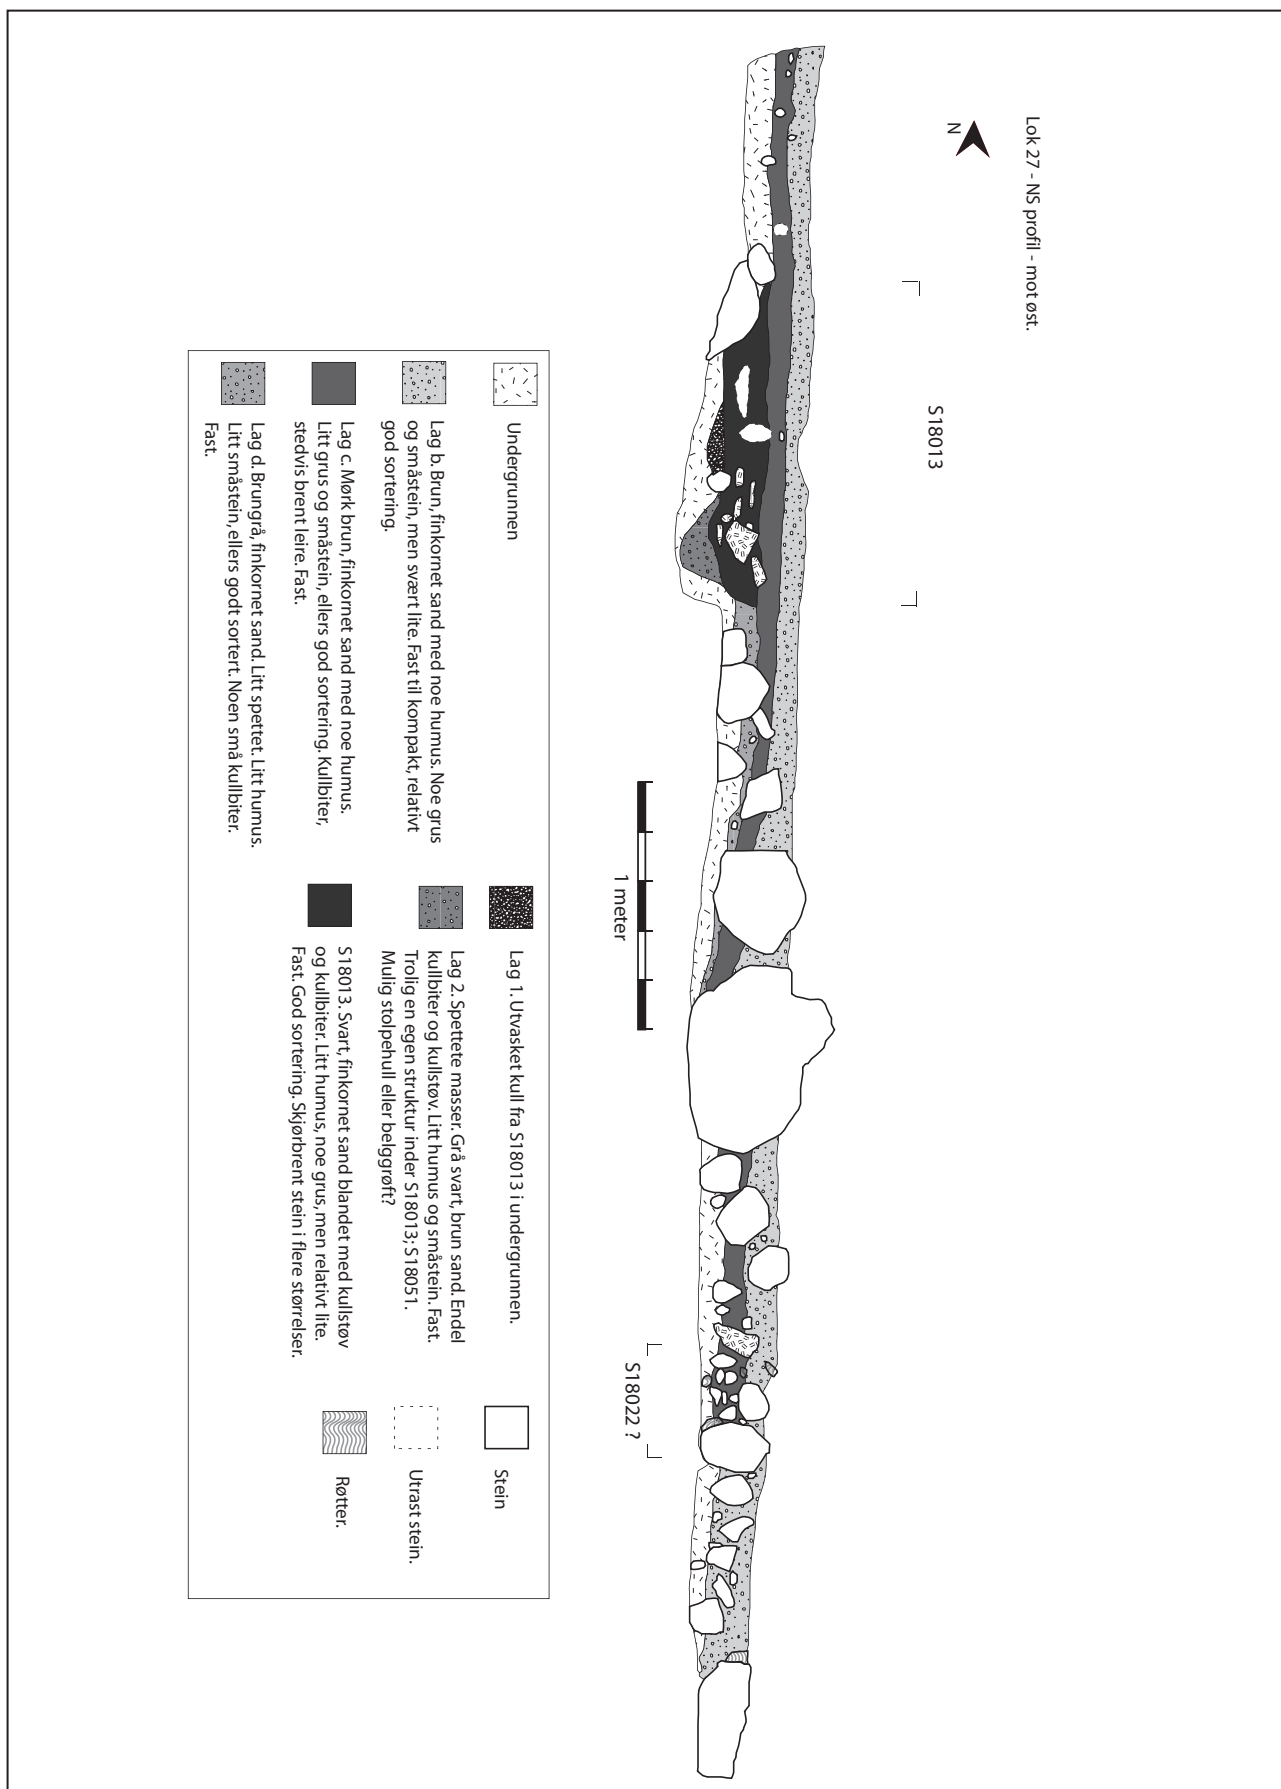 Lok 27 - NS profil - mot øst.
N
S18013
S18022 ?
1 meter
Undergrunnen
Lag b. Brun, finkornet sand med noe humus. Noe grus
og småstein, men svært lite. Fast til kompakt, relativt
god sortering.
Lag c. Mørk brun, finkornet sand med noe humus.
Litt grus og småstein, ellers god sortering. Kullbiter,
stedvis brent leire. Fast.
Lag d. Brungrå, finkornet sand. Litt spettet. Litt humus.
Litt småstein, ellers godt sortert. Noen små kullbiter.
Fast.
Lag 1. Utvasket kull fra S18013 i undergrunnen.
Lag 2. Spettete masser. Grå svart, brun sand. Endel
kullbiter og kullstøv. Litt humus og småstein. Fast.
Trolig en egen struktur inder S18013; S18051.
Mulig stolpehull eller belggrøft?
S18013. Svart, finkornet sand blandet med kullstøv
og kullbiter. Litt humus, noe grus, men relativt lite.
Fast. God sortering. Skjørbrent stein i flere størrelser.
Stein
Utrast stein.
Røtter.